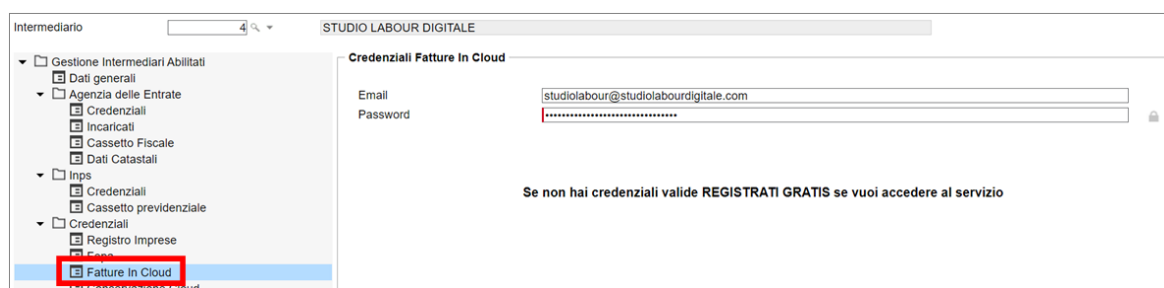 Intermediario 4 STUDIO LABOUR DIGITALE
Gestione Intermediari Abilitati
Dati generali
Agenzia delle Entrate
Credenziali
Incaricati
Cassetto Fiscale
Dati Catastali
Inps
Credenziali
Cassetto previdenziale
Credenziali
Registro Imprese
Fatture In Cloud
Credenziali Fatture In Cloud
Email studiolabour@studiolabourdigitale.com
Password
Se non hai credenziali valide REGISTRATI GRATIS se vuoi accedere al servizio